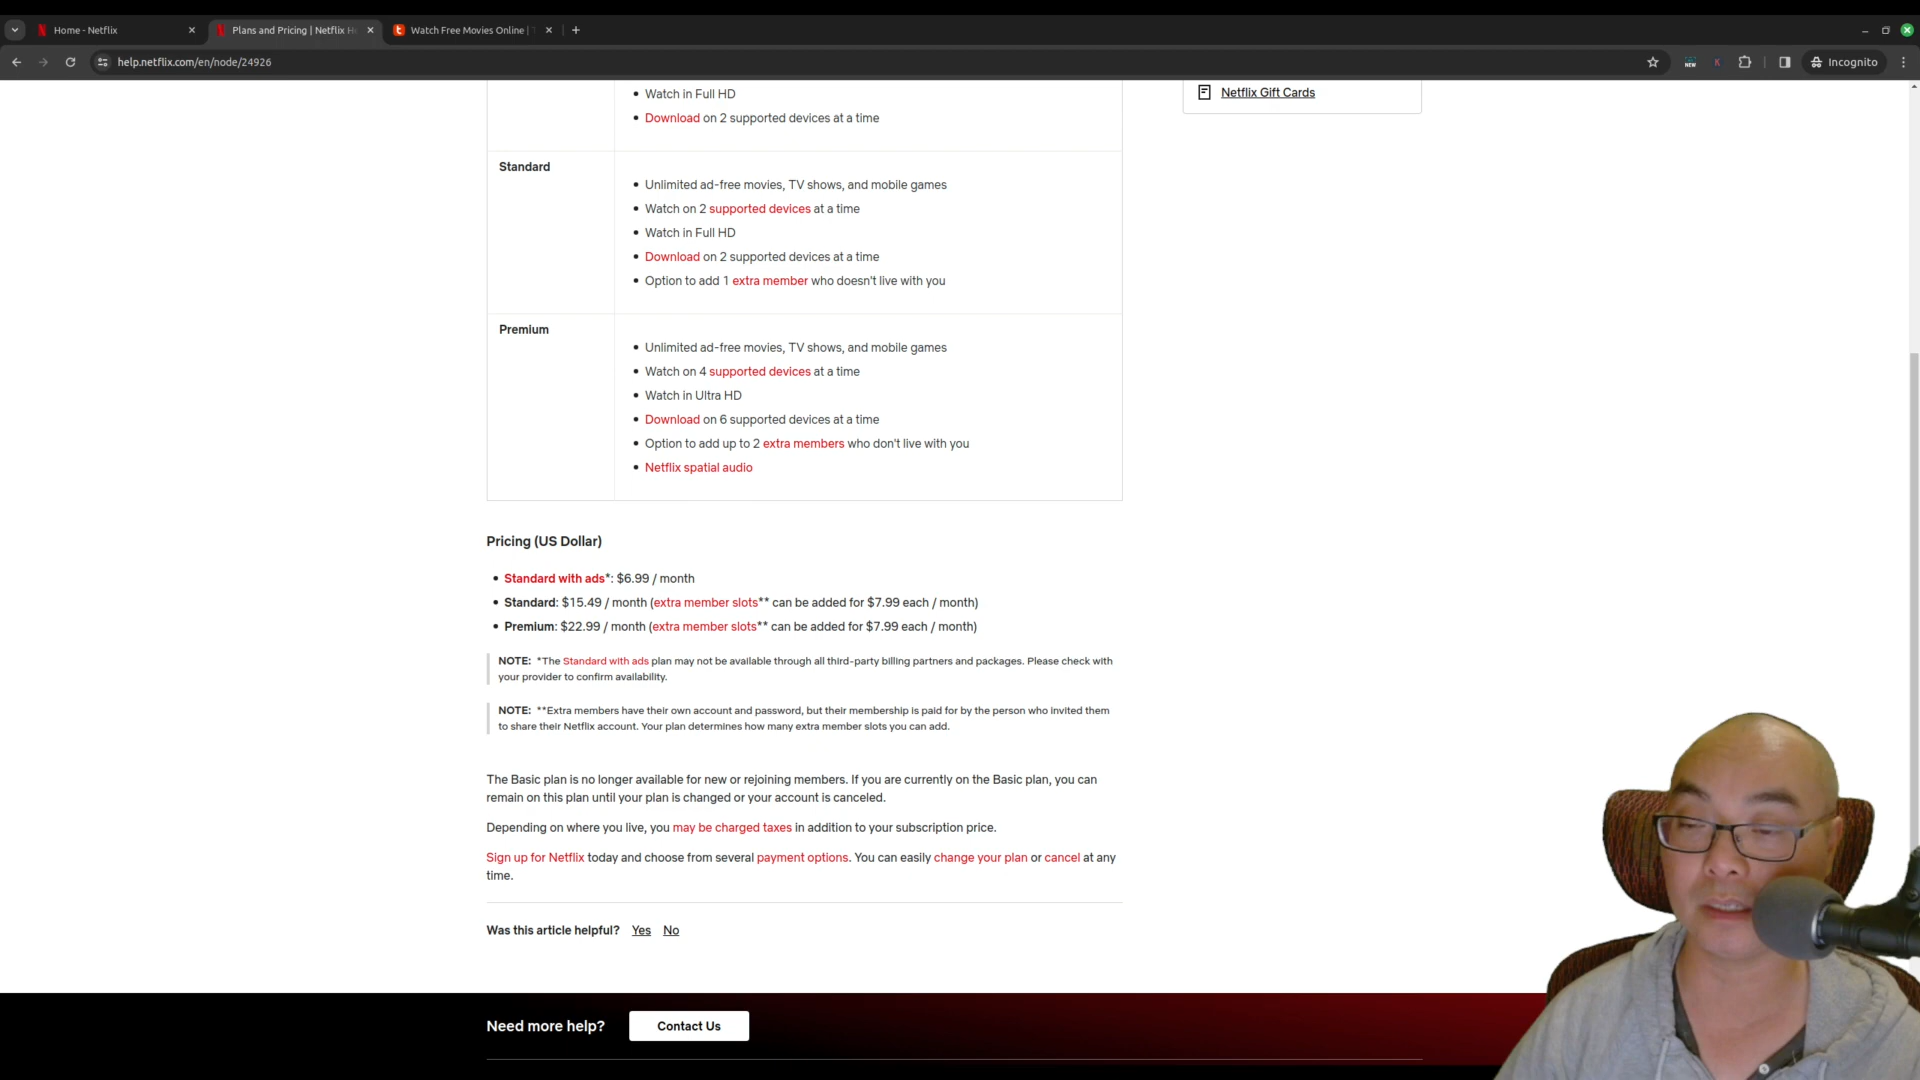 Home - Netflix
Plans and Pricing | Netflix H
Watch Free Movies Online |
help.netflix.com/en/node/24926
NEW
K
Incognito
Watch in Full HD
Download on 2 supported devices at a time
Netflix Gift Cards
Standard
Unlimited ad-free movies, TV shows, and mobile games
Watch on 2 supported devices at a time
Watch in Full HD
Download on 2 supported devices at a time
Option to add 1 extra member who doesn't live with you
Premium
Unlimited ad-free movies, TV shows, and mobile games
Watch on 4 supported devices at a time
Watch in Ultra HD
Download on 6 supported devices at a time
Option to add up to 2 extra members who don't live with you
Netflix spatial audio
Pricing (US Dollar)
Standard with ads*: $6.99 / month
Standard: $15.49 / month (extra member slots** can be added for $7.99 each / month)
Premium: $22.99 / month (extra member slots** can be added for $7.99 each / month)
NOTE: *The Standard with ads plan may not be available through all third-party billing partners and packages. Please check with
your provider to confirm availability.
NOTE: **Extra members have their own account and password, but their membership is paid for by the person who invited them
to share their Netflix account. Your plan determines how many extra member slots you can add.
The Basic plan is no longer available for new or rejoining members. If you are currently on the Basic plan, you can
remain on this plan until your plan is changed or your account is canceled.
Depending on where you live, you may be charged taxes in addition to your subscription price.
Sign up for Netflix today and choose from several payment options. You can easily change your plan or cancel at any
time.
Was this article helpful? Yes No
Need more help? Contact Us